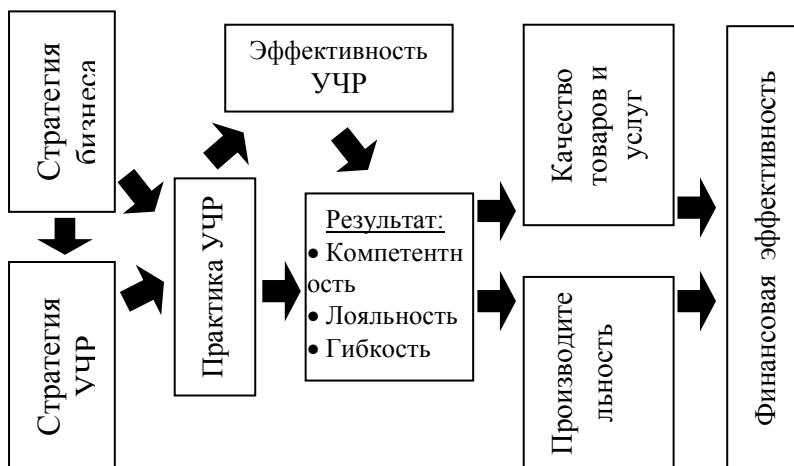 Стратегия
бизнеса
Стратегия
УЧР
Практика УЧР
Эффективность
УЧР
Результат:
• Компетентн
ость
• Лояльность
• Гибкость
Качество
товаров и
услуг
Производите
льность
Финансовая эффективность